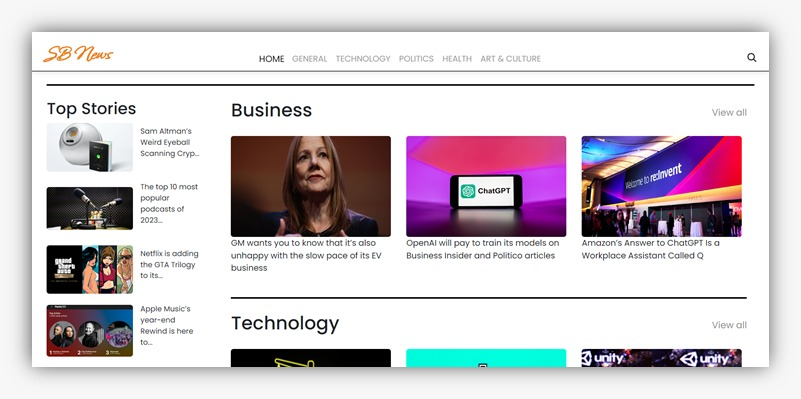 SB News
HOME GENERAL TECHNOLOGY POLITICS HEALTH ART & CULTURE
Top Stories
Sam Altman's
Weird Eyeball
Scanning Cryp...
The top 10 most
popular
podcasts of
2023...
grand
theft
auto
Netflix is adding
the GTA Trilogy
to its...
Apple Music's
year-end
Rewind is here
to...
Business
View all
GM wants you to know that it's also
unhappy with the slow pace of its EV
business
ChatGPT
OpenAI will pay to train its models on
Business Insider and Politico articles
Welcome to re:Invent
Amazon's Answer to ChatGPT Is a
Workplace Assistant Called Q
Technology
View all
unity
unity